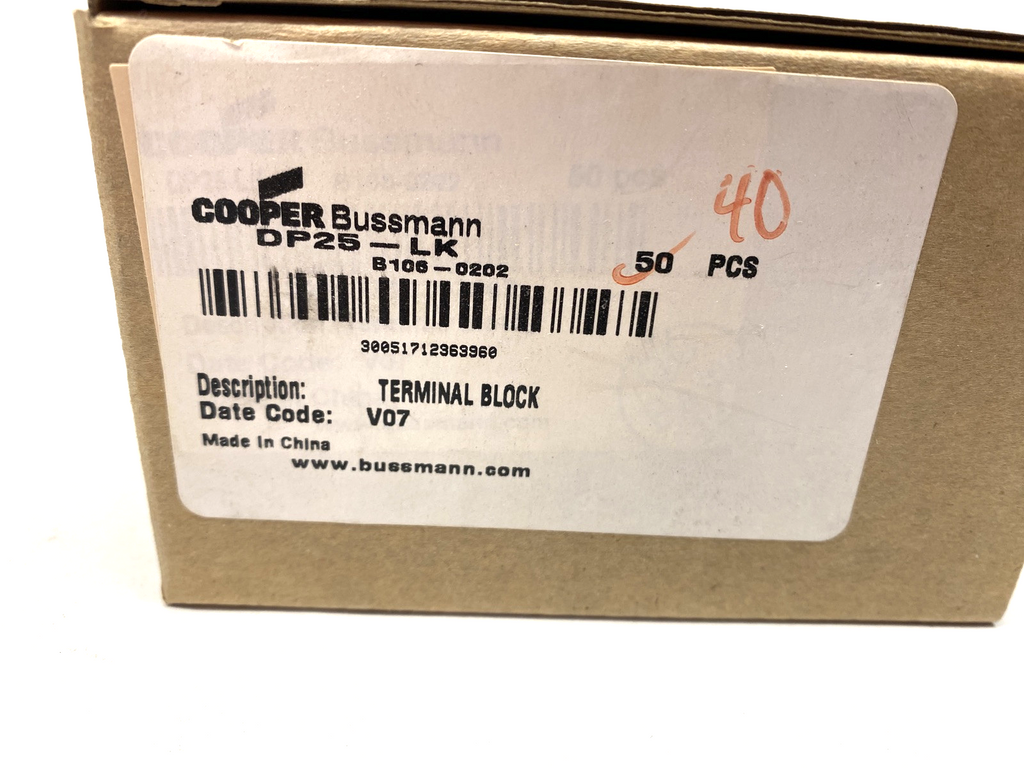 COOPER Bussmann
DP25-LK
B106-0202
50 PCS
40
30051712363960
Description: TERMINAL BLOCK
Date Code: V07
Made In China
www.bussmann.com